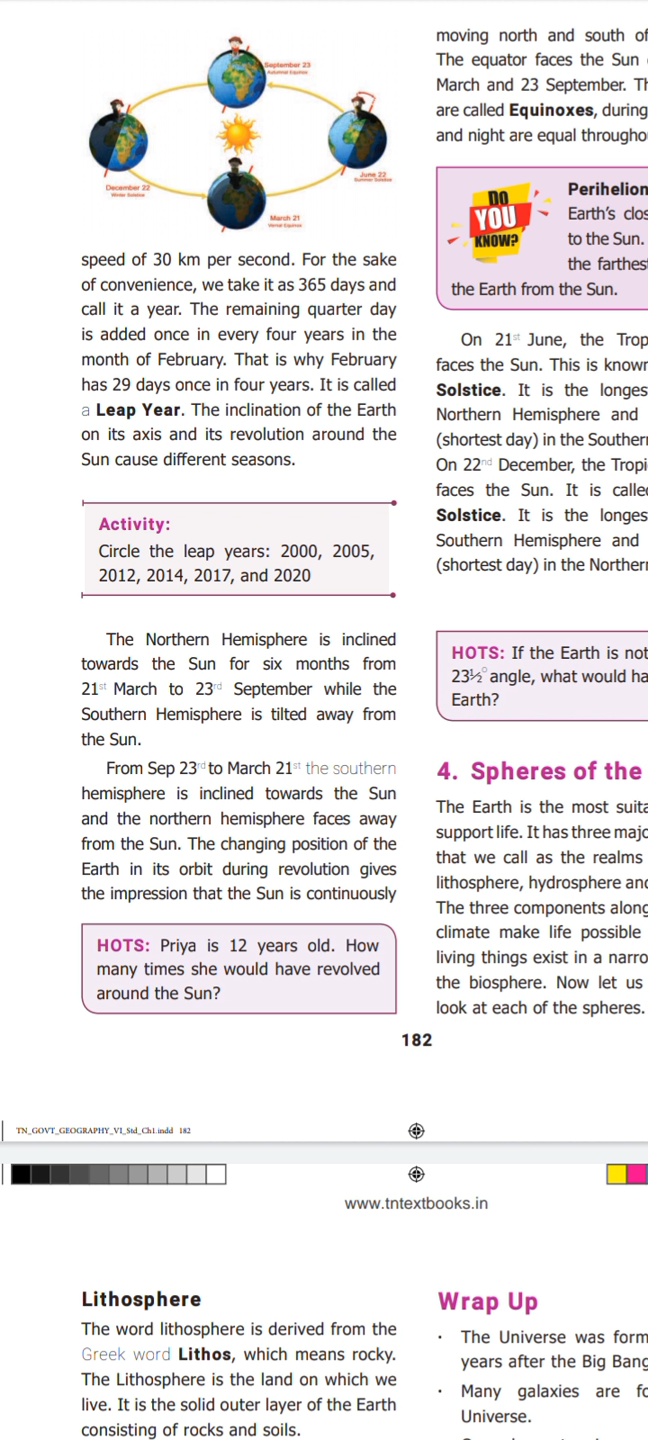 September 23
Autumnal Equinox
December 22
Winter Solstice
June 22
Summer Solstice
March 21
Vernal Equinox
speed of 30 km per second. For the sake
of convenience, we take it as 365 days and
call it a year. The remaining quarter day
is added once in every four years in the
month of February. That is why February
has 29 days once in four years. It is called
a Leap Year. The inclination of the Earth
on its axis and its revolution around the
Sun cause different seasons.
Activity:
Circle the leap years: 2000, 2005,
2012, 2014, 2017, and 2020
The Northern Hemisphere is inclined
towards the Sun for six months from
21st March to 23rd September while the
Southern Hemisphere is tilted away from
the Sun.
From Sep 23rd to March 21st the southern
hemisphere is inclined towards the Sun
and the northern hemisphere faces away
from the Sun. The changing position of the
Earth in its orbit during revolution gives
the impression that the Sun is continuously
HOTS: Priya is 12 years old. How
many times she would have revolved
around the Sun?
moving north and south of
The equator faces the Sun
March and 23 September. Th
are called Equinoxes, during
and night are equal througho
DO
YOU
KNOW?
Perihelion
Earth's clos
to the Sun.
the farthest
the Earth from the Sun.
On 21st June, the Trop
faces the Sun. This is known
Solstice. It is the longes
Northern Hemisphere and
(shortest day) in the Southern
On 22nd December, the Tropi
faces the Sun. It is called
Solstice. It is the longes
Southern Hemisphere and
(shortest day) in the Northern
HOTS: If the Earth is not
23½° angle, what would ha
Earth?
4. Spheres of the
The Earth is the most suita
support life. It has three majo
that we call as the realms
lithosphere, hydrosphere and
The three components along
climate make life possible
living things exist in a narro
the biosphere. Now let us
look at each of the spheres.
182
TN_GOVT_GEOGRAPHY_VI_Std_Ch1.indd 182
www.tntextbooks.in
Lithosphere
The word lithosphere is derived from the
Greek word Lithos, which means rocky.
The Lithosphere is the land on which we
live. It is the solid outer layer of the Earth
consisting of rocks and soils.
Wrap Up
· The Universe was form
years after the Big Bang
· Many galaxies are fo
Universe.